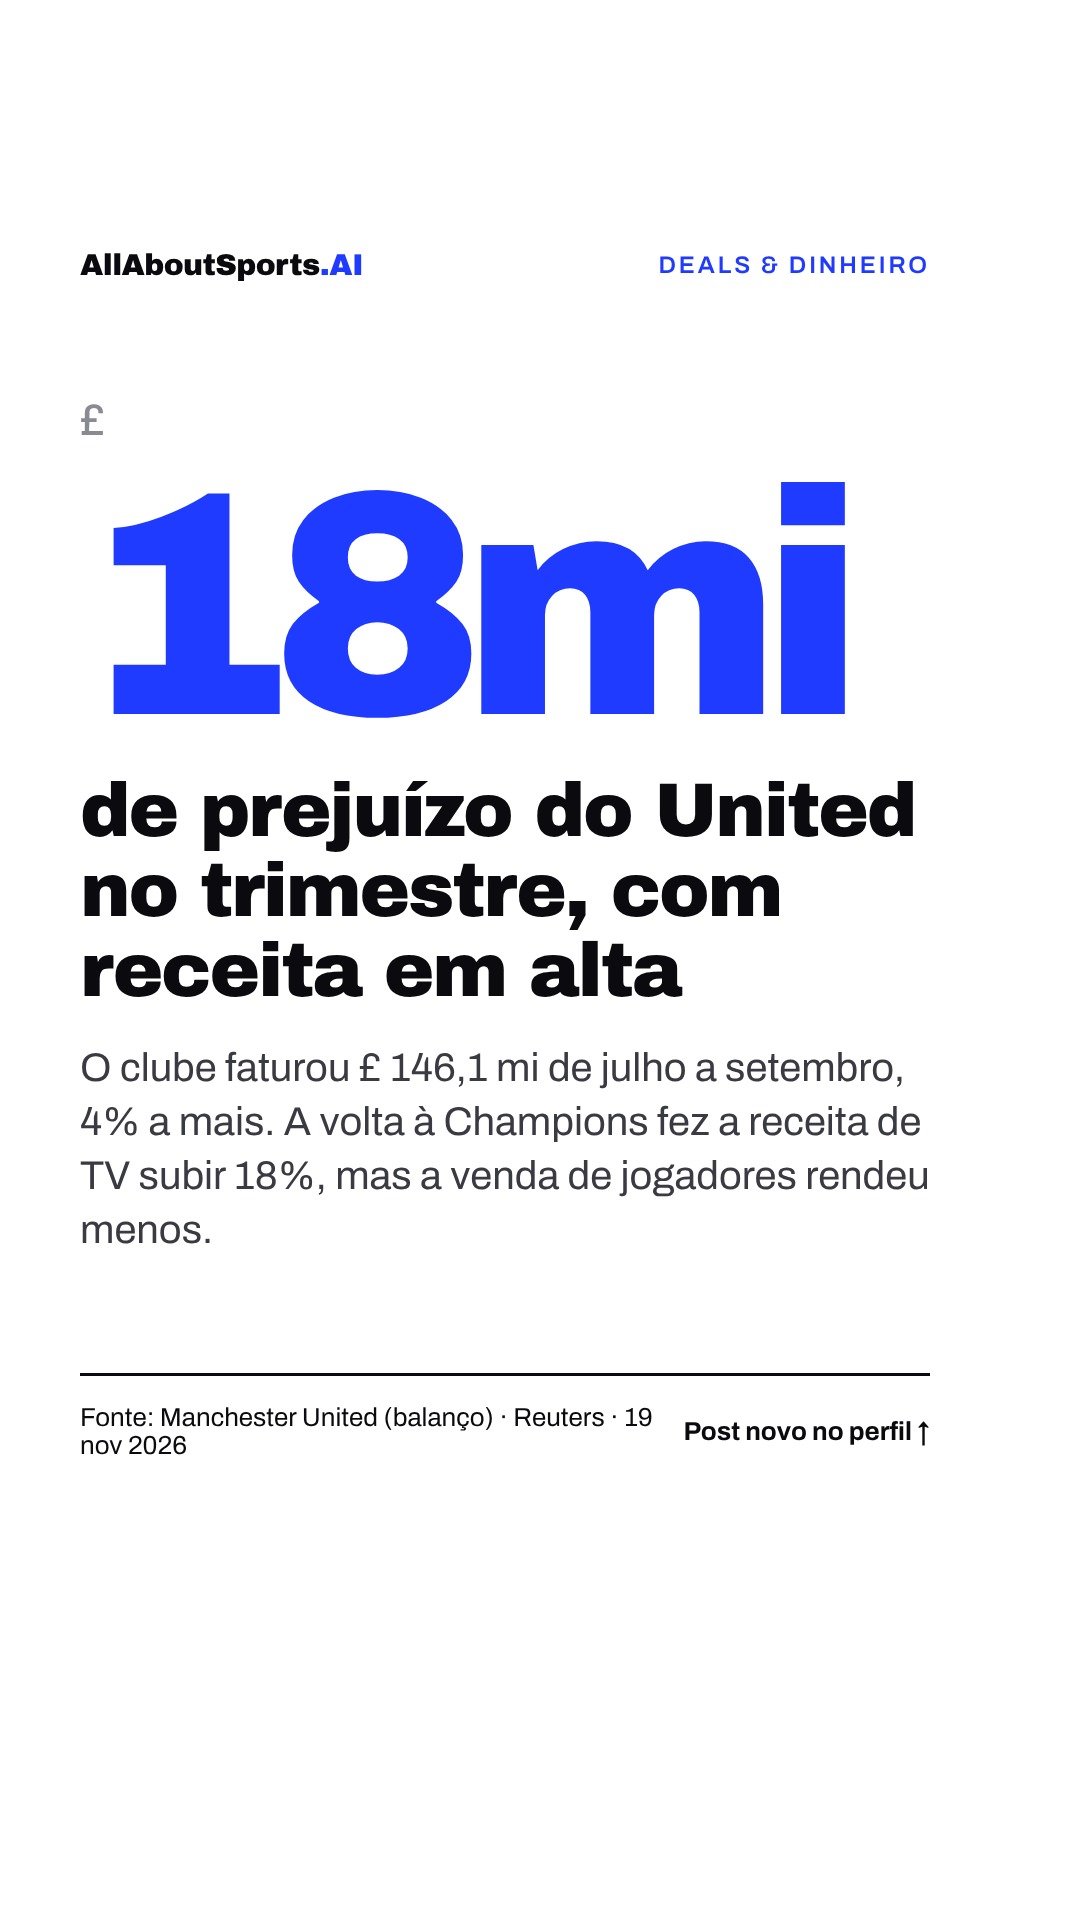 AllAboutSports.AI
DEALS & DINHEIRO
£
18mi
de prejuízo do United
no trimestre, com
receita em alta
O clube faturou £ 146,1 mi de julho a setembro,
4% a mais. A volta à Champions fez a receita de
TV subir 18%, mas a venda de jogadores rendeu
menos.
Fonte: Manchester United (balanço) · Reuters · 19
nov 2026
Post novo no perfil ↑